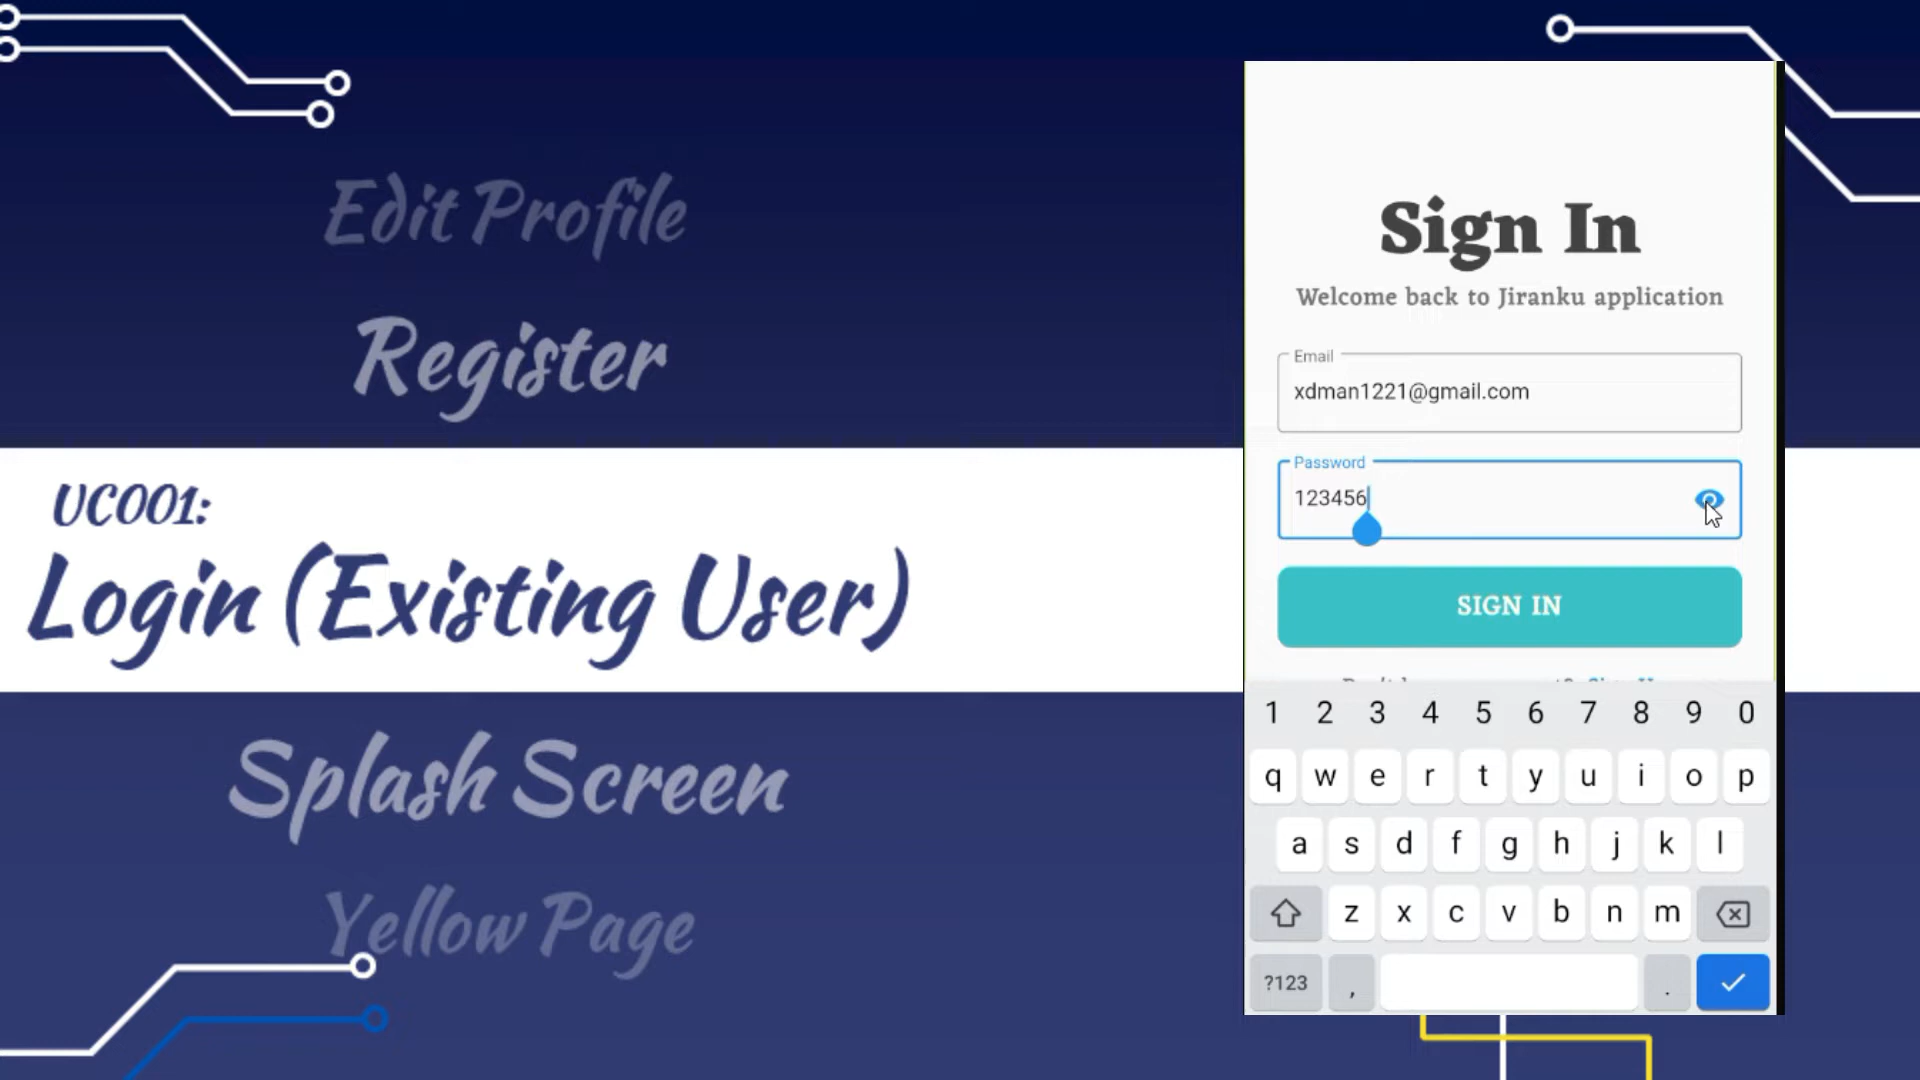 Edit Profile
Register
UC001:
Login (Existing User)
Splash Screen
Yellow Page
Sign In
Welcome back to Jiranku application
Email
xdman1221@gmail.com
Password
123456
SIGN IN
1 2 3 4 5 6 7 8 9 0
q w e r t y u i o p
a s d f g h j k l
z x c v b n m
?123 , .